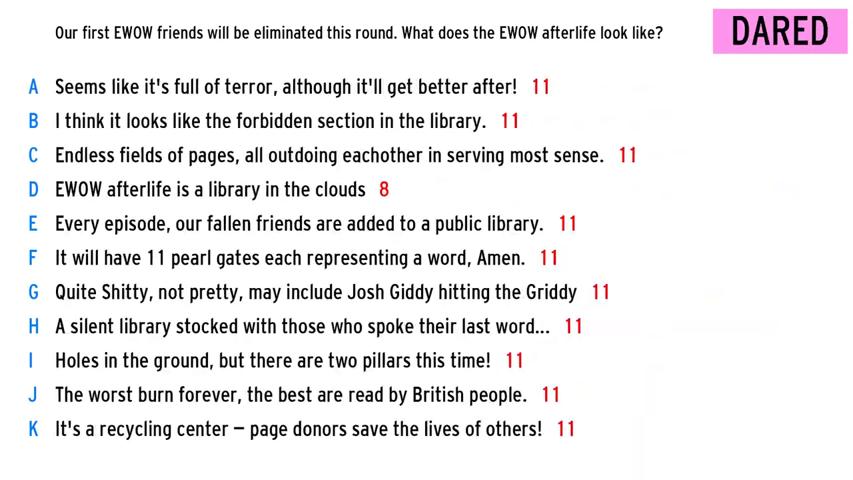 Our first EWOW friends will be eliminated this round. What does the EWOW afterlife look like?
DARED
A Seems like it's full of terror, although it'll get better after! 11
B I think it looks like the forbidden section in the library. 11
C Endless fields of pages, all outdoing eachother in serving most sense. 11
D EWOW afterlife is a library in the clouds 8
E Every episode, our fallen friends are added to a public library. 11
F It will have 11 pearl gates each representing a word, Amen. 11
G Quite Shitty, not pretty, may include Josh Giddy hitting the Griddy 11
H A silent library stocked with those who spoke their last word... 11
I Holes in the ground, but there are two pillars this time! 11
J The worst burn forever, the best are read by British people. 11
K It's a recycling center – page donors save the lives of others! 11